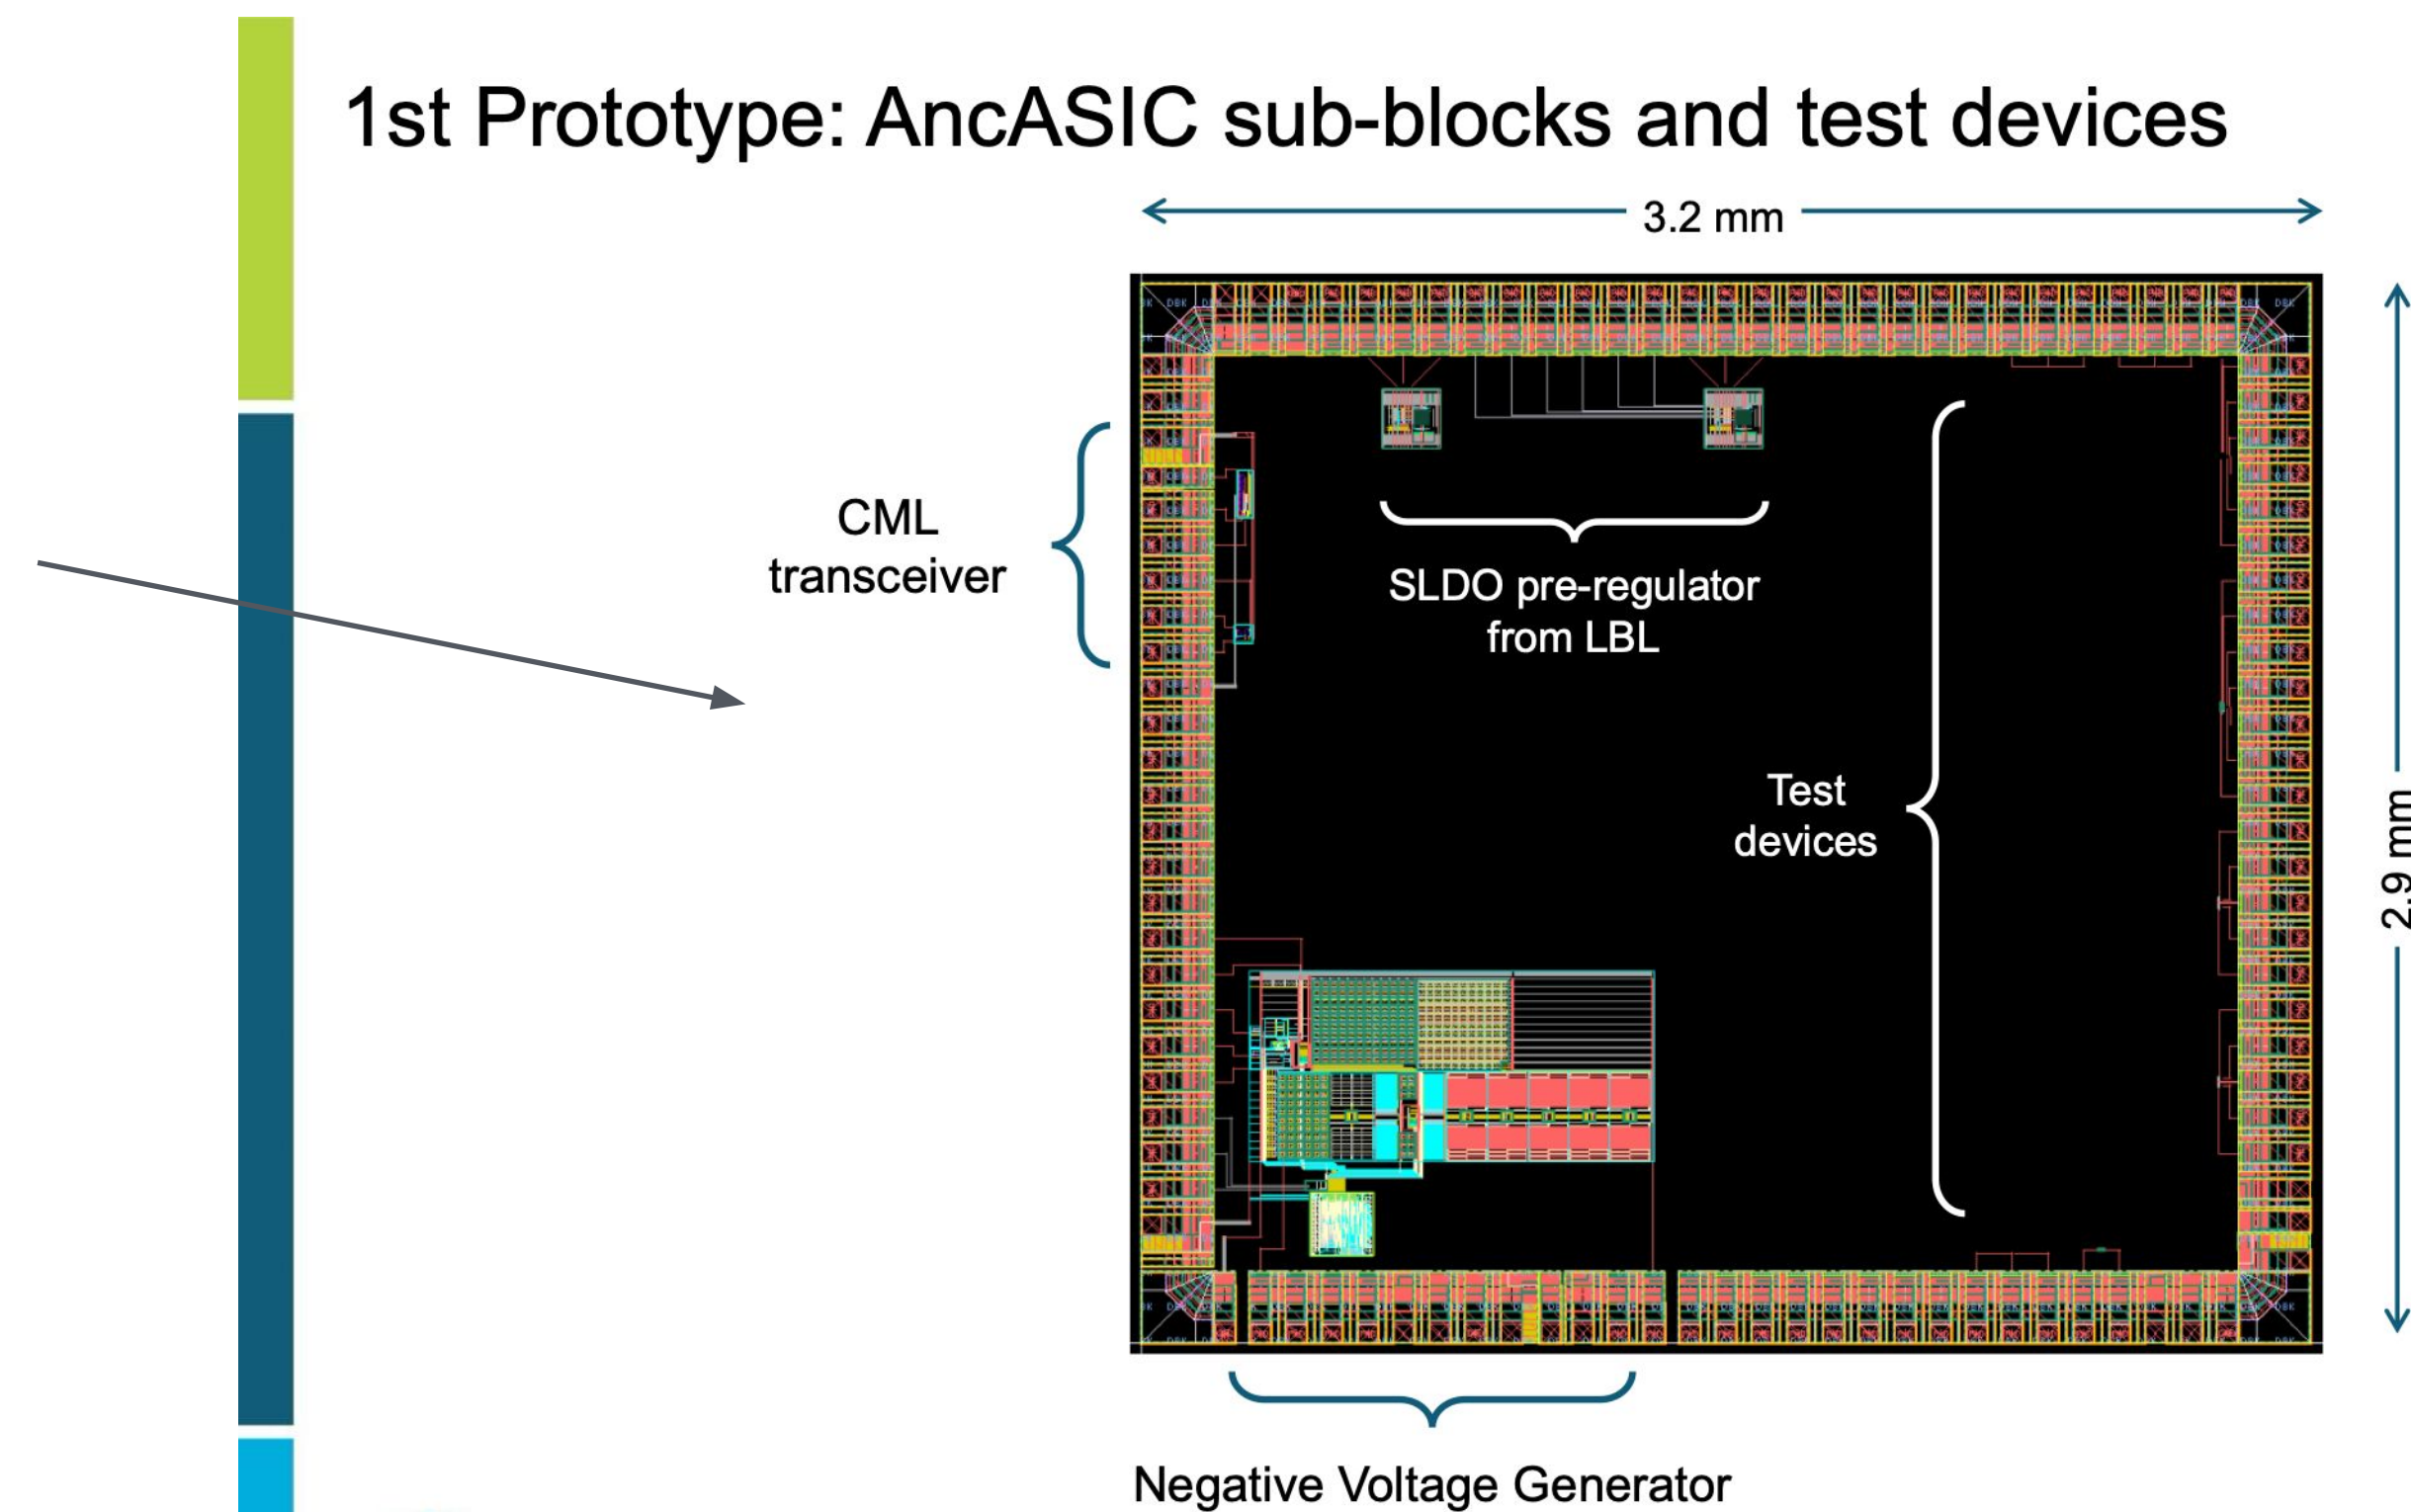 1st Prototype: AncASIC sub-blocks and test devices
3.2 mm
CML
transceiver
SLDO pre-regulator
from LBL
Test
devices
2.9 mm
Negative Voltage Generator